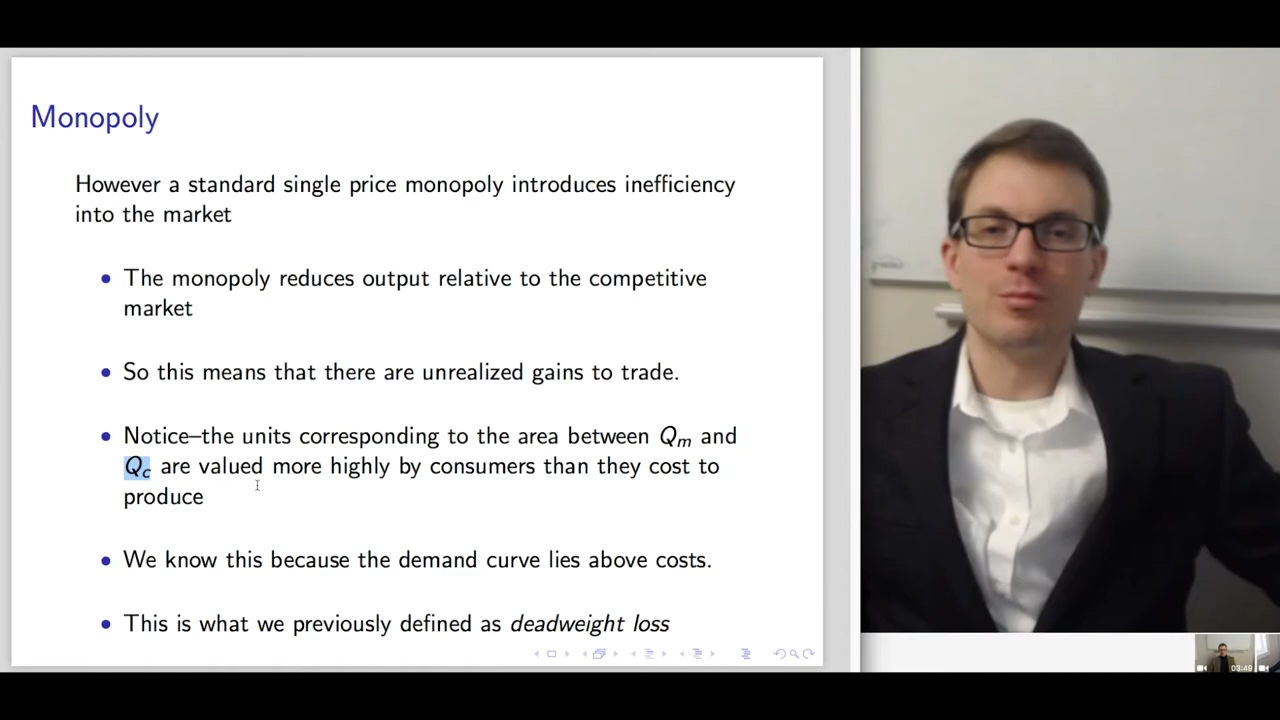 Monopoly
However a standard single price monopoly introduces inefficiency
into the market
• The monopoly reduces output relative to the competitive
market
• So this means that there are unrealized gains to trade.
• Notice–the units corresponding to the area between Qm and
Qc are valued more highly by consumers than they cost to
produce
• We know this because the demand curve lies above costs.
• This is what we previously defined as deadweight loss
03:49